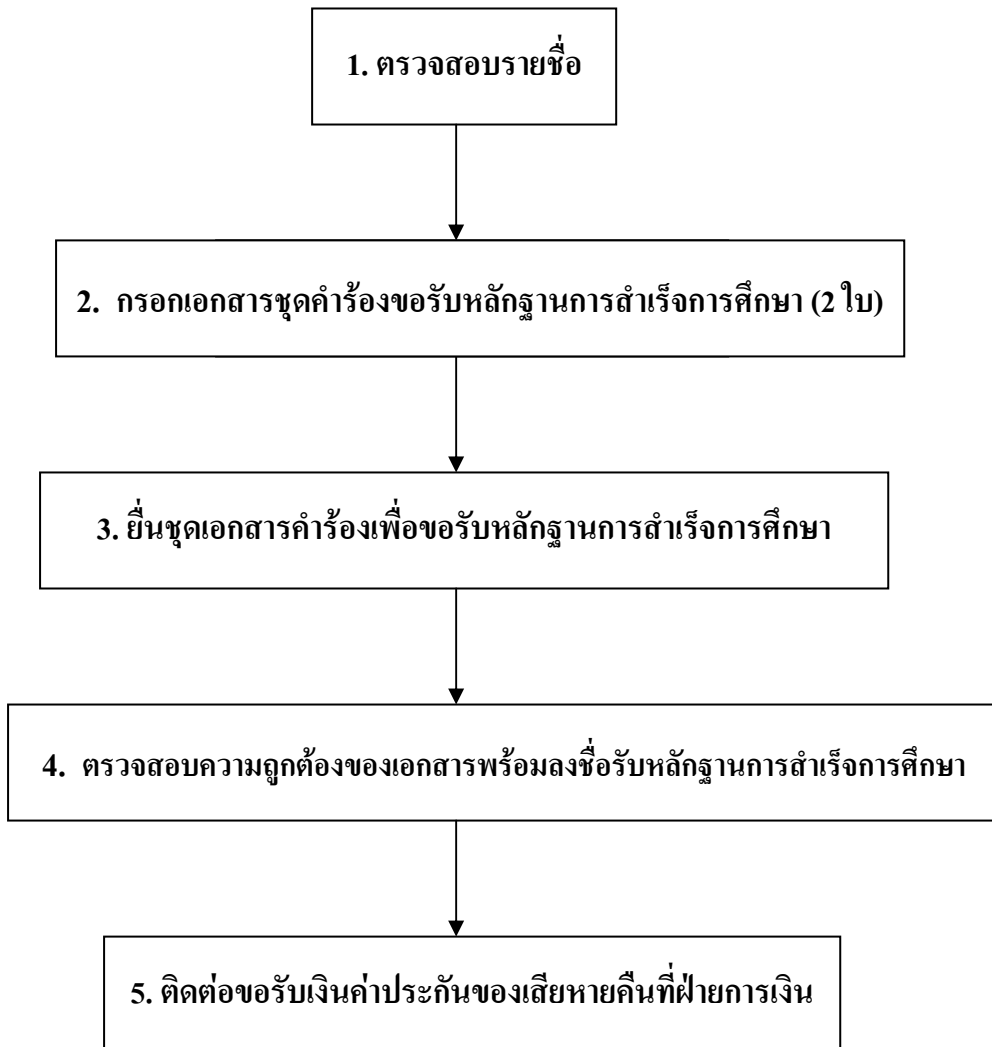 1. ตรวจสอบรายชื่อ
2. กรอกเอกสารชุดคำร้องขอรับหลักฐานการสำเร็จการศึกษา (2 ใบ)
3. ยื่นชุดเอกสารคำร้องเพื่อขอรับหลักฐานการสำเร็จการศึกษา
4. ตรวจสอบความถูกต้องของเอกสารพร้อมลงชื่อรับหลักฐานการสำเร็จการศึกษา
5. ติดต่อขอรับเงินค่าประกันของเสียหายคืนที่ฝ่ายการเงิน